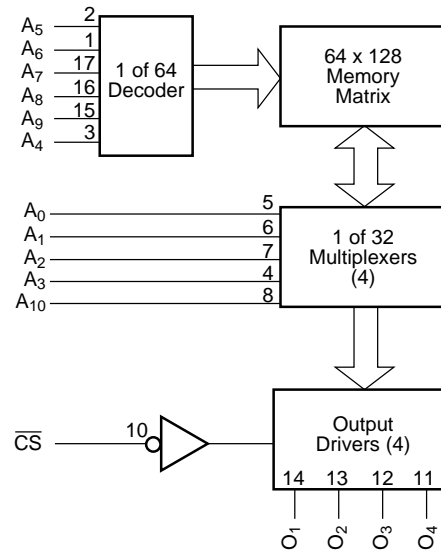 A5 2
A6 1
A7 17
A8 16
A9 15
A4 3
1 of 64
Decoder
64 x 128
Memory
Matrix
A0 5
A1 6
A2 7
A3 4
A10 8
1 of 32
Multiplexers
(4)
CS 10
Output
Drivers (4)
14 13 12 11
O1 O2 O3 O4